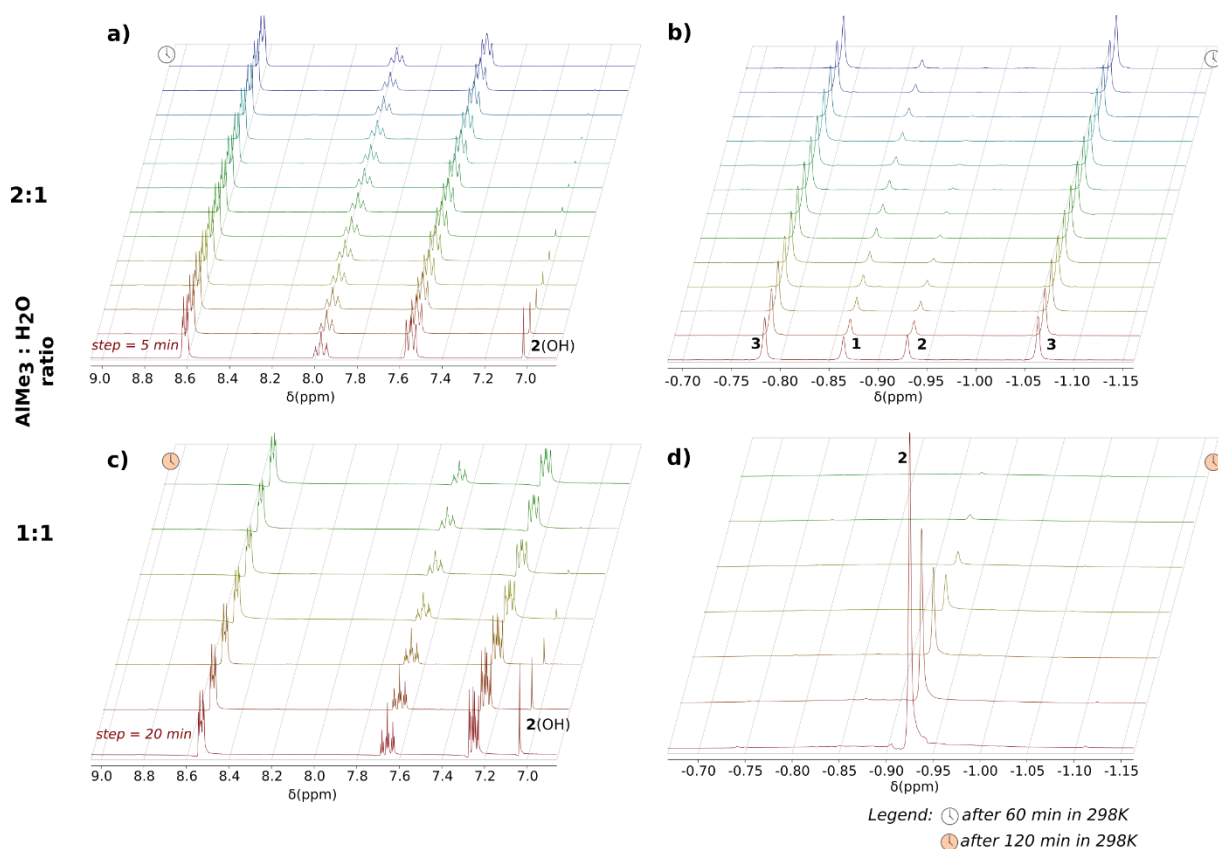 a)
b)
2:1
step = 5 min
2(OH)
3
1
2
3
9.0 8.8 8.6 8.4 8.2 8.0 7.8 7.6 7.4 7.2 7.0
δ(ppm)
-0.70 -0.75 -0.80 -0.85 -0.90 -0.95 -1.00 -1.05 -1.10 -1.15
δ(ppm)
AlMe3 : H2O
ratio
c)
d)
1:1
2
step = 20 min
2(OH)
9.0 8.8 8.6 8.4 8.2 8.0 7.8 7.6 7.4 7.2 7.0
δ(ppm)
-0.70 -0.75 -0.80 -0.85 -0.90 -0.95 -1.00 -1.05 -1.10 -1.15
δ(ppm)
Legend: after 60 min in 298K
after 120 min in 298K